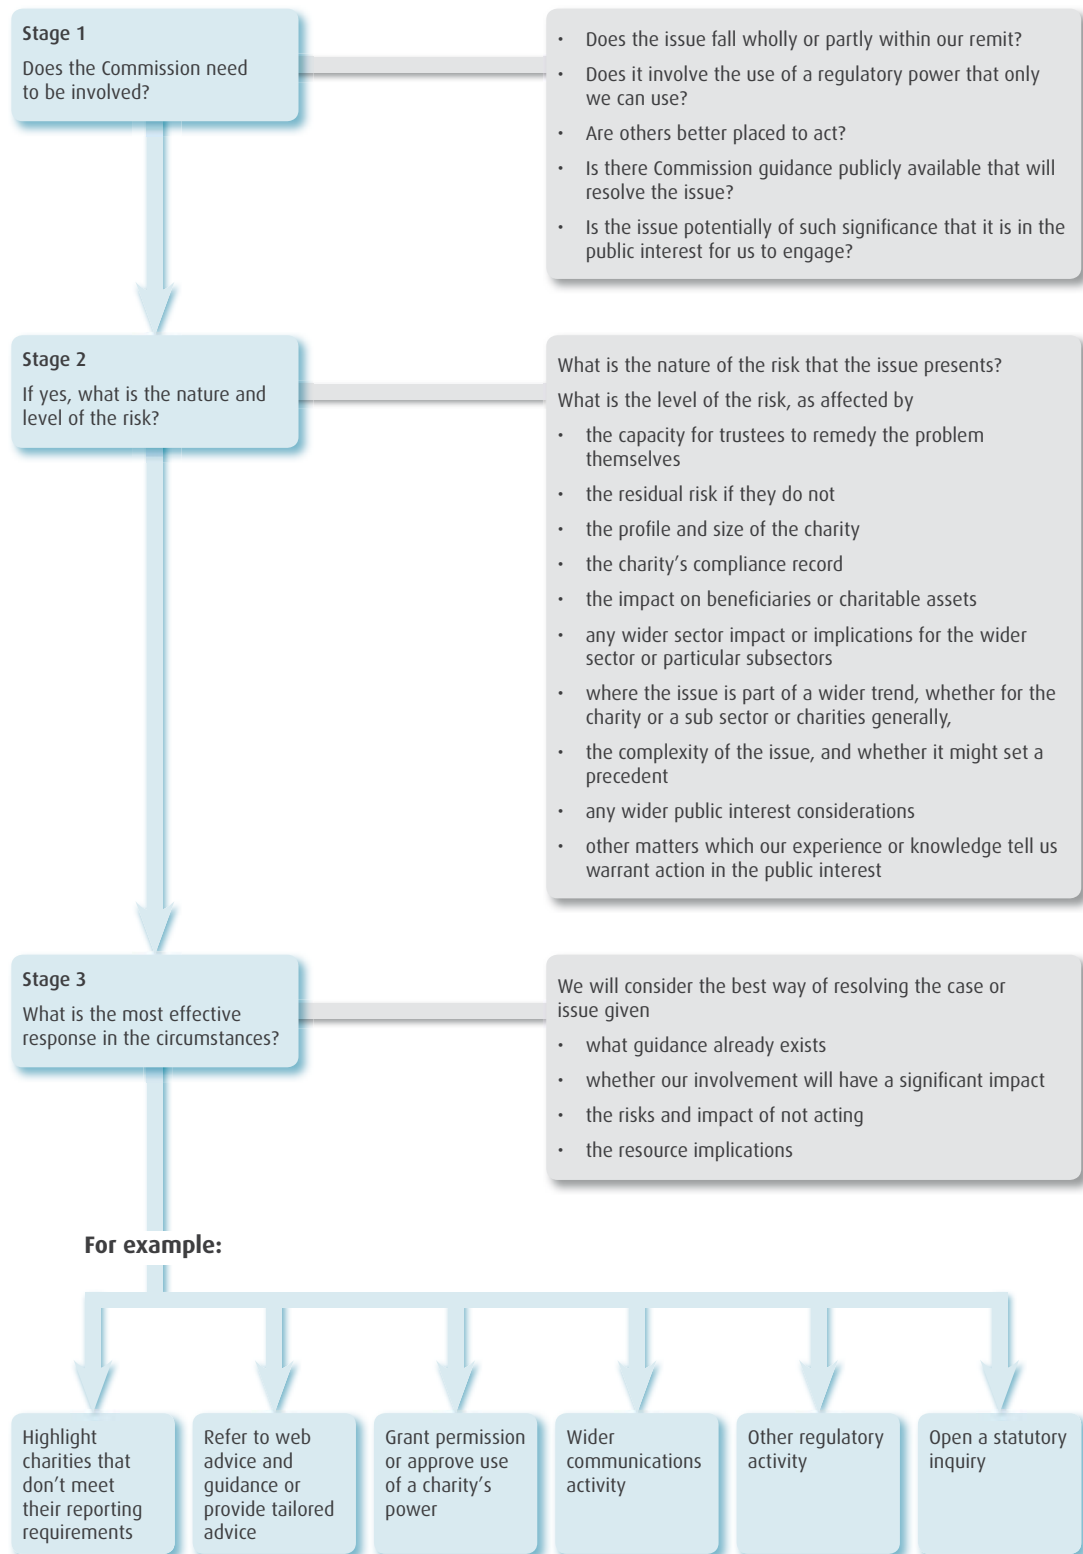 Stage 1
Does the Commission need
to be involved?
• Does the issue fall wholly or partly within our remit?
• Does it involve the use of a regulatory power that only
we can use?
• Are others better placed to act?
• Is there Commission guidance publicly available that will
resolve the issue?
• Is the issue potentially of such significance that it is in the
public interest for us to engage?
Stage 2
If yes, what is the nature and
level of the risk?
What is the nature of the risk that the issue presents?
What is the level of the risk, as affected by
• the capacity for trustees to remedy the problem
themselves
• the residual risk if they do not
• the profile and size of the charity
• the charity's compliance record
• the impact on beneficiaries or charitable assets
• any wider sector impact or implications for the wider
sector or particular subsectors
• where the issue is part of a wider trend, whether for the
charity or a sub sector or charities generally,
• the complexity of the issue, and whether it might set a
precedent
• any wider public interest considerations
• other matters which our experience or knowledge tell us
warrant action in the public interest
Stage 3
What is the most effective
response in the circumstances?
We will consider the best way of resolving the case or
issue given
• what guidance already exists
• whether our involvement will have a significant impact
• the risks and impact of not acting
• the resource implications
For example:
Highlight
charities that
don't meet
their reporting
requirements
Refer to web
advice and
guidance or
provide tailored
advice
Grant permission
or approve use
of a charity's
power
Wider
communications
activity
Other regulatory
activity
Open a statutory
inquiry